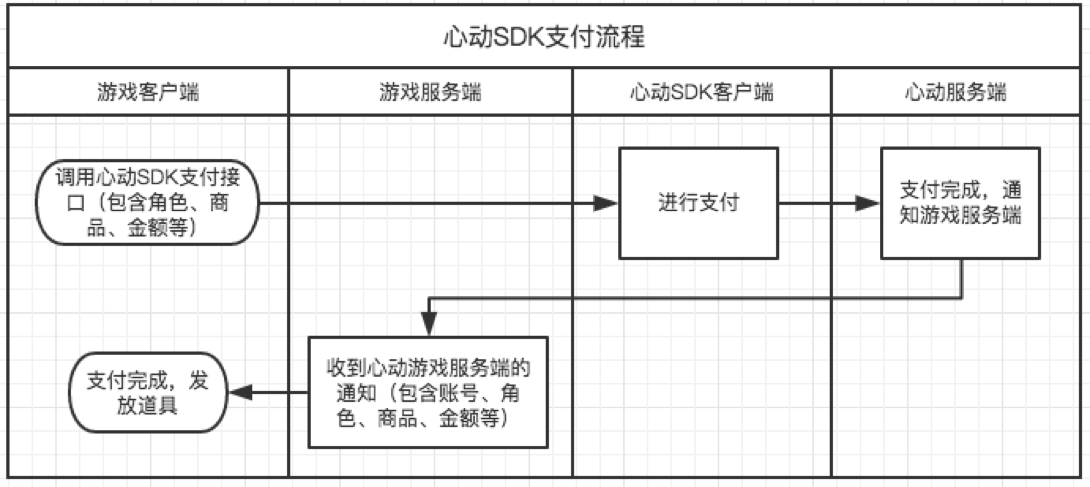 心动SDK支付流程
游戏客户端
游戏服务端
心动SDK客户端
心动服务端
调用心动SDK支付接
口（包含角色、商
品、金额等）
进行支付
支付完成，通
知游戏服务端
支付完成，发
放道具
收到心动游戏服务端的
通知（包含账号、角
色、商品、金额等）